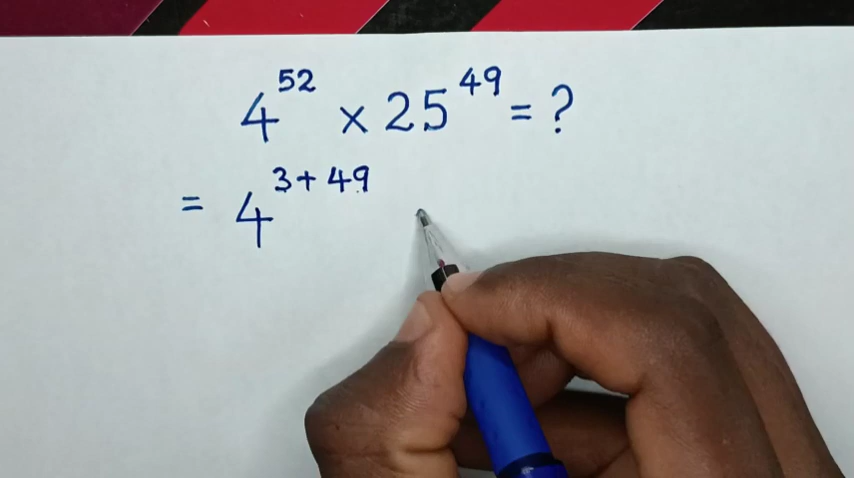 4^52 × 25^49 = ?
= 4^3+49